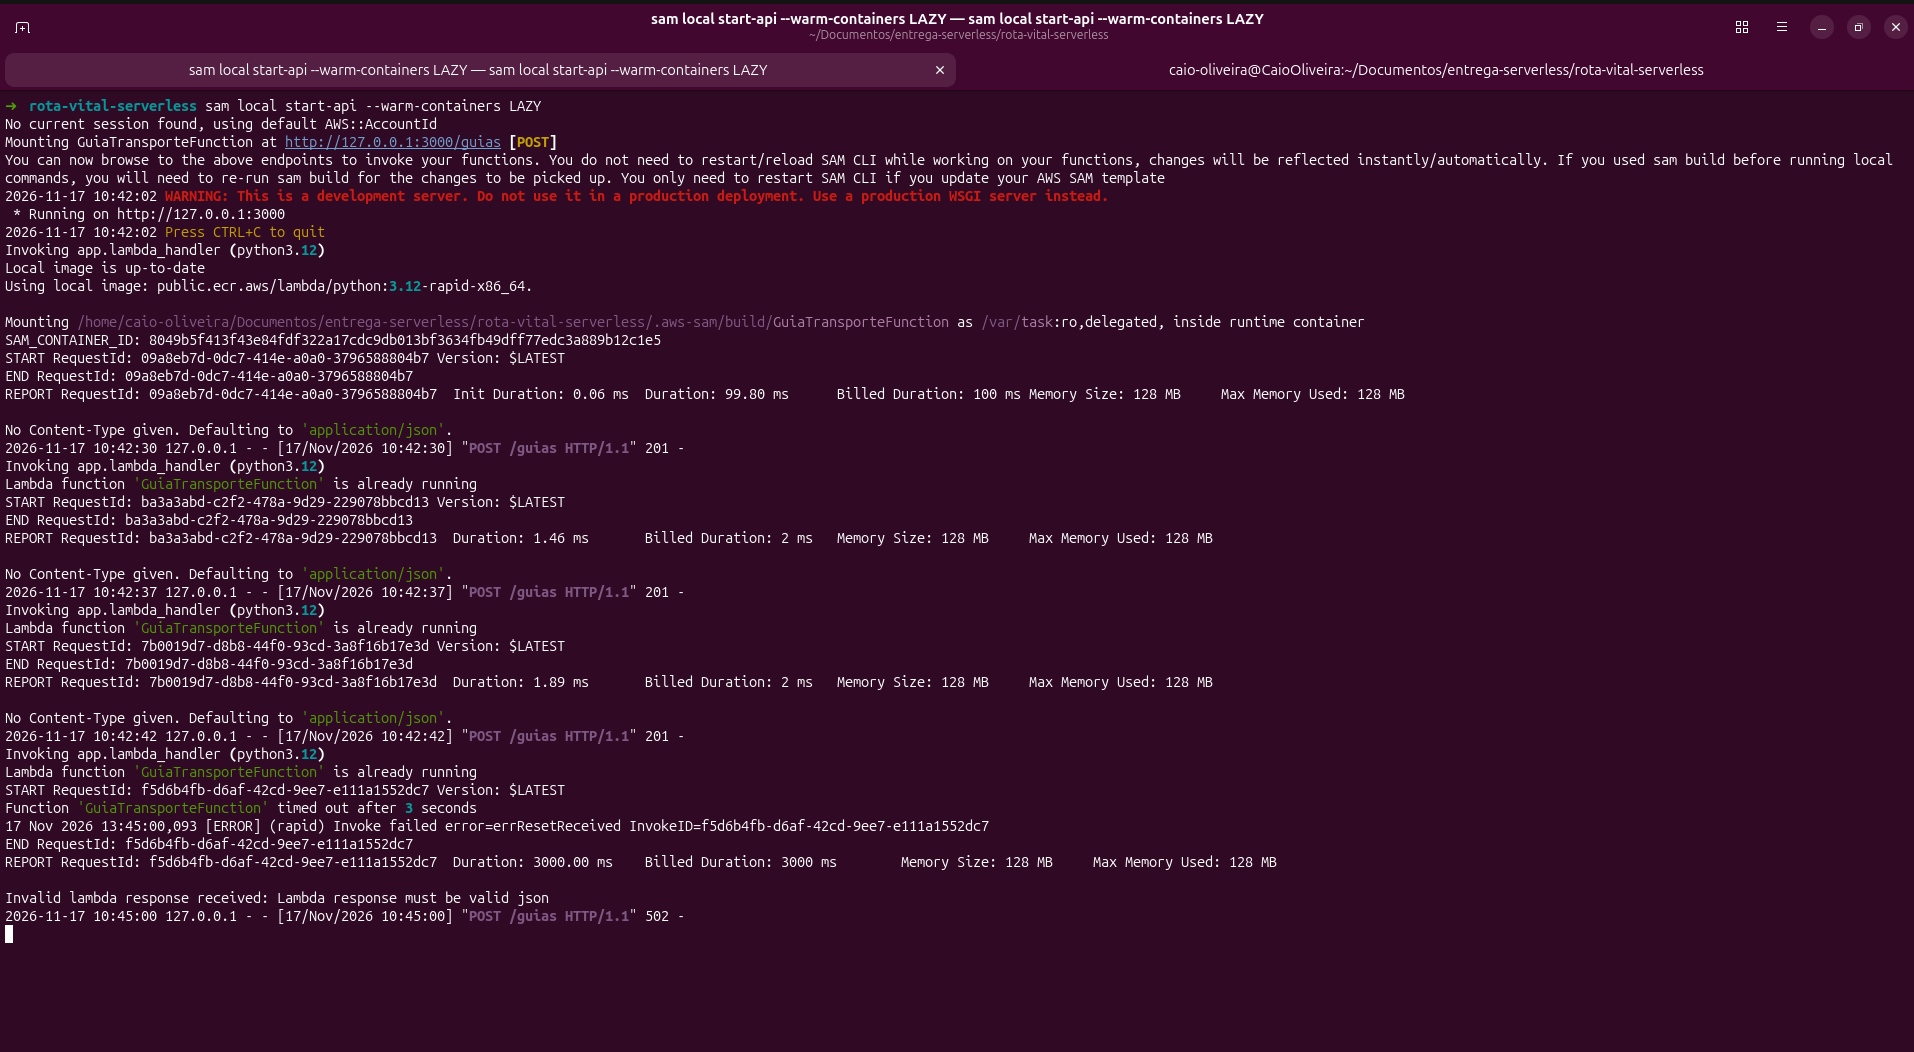 sam local start-api --warm-containers LAZY — sam local start-api --warm-containers LAZY
~/Documentos/entrega-serverless/rota-vital-serverless
sam local start-api --warm-containers LAZY — sam local start-api --warm-containers LAZY
caio-oliveira@CaioOliveira:~/Documentos/entrega-serverless/rota-vital-serverless
→ rota-vital-serverless sam local start-api --warm-containers LAZY
No current session found, using default AWS::AccountId
Mounting GuiaTransporteFunction at http://127.0.0.1:3000/guias [POST]
You can now browse to the above endpoints to invoke your functions. You do not need to restart/reload SAM CLI while working on your functions, changes will be reflected instantly/automatically. If you used sam build before running local
commands, you will need to re-run sam build for the changes to be picked up. You only need to restart SAM CLI if you update your AWS SAM template
2026-11-17 10:42:02 WARNING: This is a development server. Do not use it in a production deployment. Use a production WSGI server instead.
 * Running on http://127.0.0.1:3000
2026-11-17 10:42:02 Press CTRL+C to quit
Invoking app.lambda_handler (python3.12)
Local image is up-to-date
Using local image: public.ecr.aws/lambda/python:3.12-rapid-x86_64.
Mounting /home/caio-oliveira/Documentos/entrega-serverless/rota-vital-serverless/.aws-sam/build/GuiaTransporteFunction as /var/task:ro,delegated, inside runtime container
SAM_CONTAINER_ID: 8049b5f413f43e84fdf322a17cdc9db013bf3634fb49dff77edc3a889b12c1e5
START RequestId: 09a8eb7d-0dc7-414e-a0a0-3796588804b7 Version: $LATEST
END RequestId: 09a8eb7d-0dc7-414e-a0a0-3796588804b7
REPORT RequestId: 09a8eb7d-0dc7-414e-a0a0-3796588804b7  Init Duration: 0.06 ms  Duration: 99.80 ms      Billed Duration: 100 ms Memory Size: 128 MB     Max Memory Used: 128 MB
No Content-Type given. Defaulting to 'application/json'.
2026-11-17 10:42:30 127.0.0.1 - - [17/Nov/2026 10:42:30] "POST /guias HTTP/1.1" 201 -
Invoking app.lambda_handler (python3.12)
Lambda function 'GuiaTransporteFunction' is already running
START RequestId: ba3a3abd-c2f2-478a-9d29-229078bbcd13 Version: $LATEST
END RequestId: ba3a3abd-c2f2-478a-9d29-229078bbcd13
REPORT RequestId: ba3a3abd-c2f2-478a-9d29-229078bbcd13  Duration: 1.46 ms       Billed Duration: 2 ms   Memory Size: 128 MB     Max Memory Used: 128 MB
No Content-Type given. Defaulting to 'application/json'.
2026-11-17 10:42:37 127.0.0.1 - - [17/Nov/2026 10:42:37] "POST /guias HTTP/1.1" 201 -
Invoking app.lambda_handler (python3.12)
Lambda function 'GuiaTransporteFunction' is already running
START RequestId: 7b0019d7-d8b8-44f0-93cd-3a8f16b17e3d Version: $LATEST
END RequestId: 7b0019d7-d8b8-44f0-93cd-3a8f16b17e3d
REPORT RequestId: 7b0019d7-d8b8-44f0-93cd-3a8f16b17e3d  Duration: 1.89 ms       Billed Duration: 2 ms   Memory Size: 128 MB     Max Memory Used: 128 MB
No Content-Type given. Defaulting to 'application/json'.
2026-11-17 10:42:42 127.0.0.1 - - [17/Nov/2026 10:42:42] "POST /guias HTTP/1.1" 201 -
Invoking app.lambda_handler (python3.12)
Lambda function 'GuiaTransporteFunction' is already running
START RequestId: f5d6b4fb-d6af-42cd-9ee7-e111a1552dc7 Version: $LATEST
Function 'GuiaTransporteFunction' timed out after 3 seconds
17 Nov 2026 13:45:00,093 [ERROR] (rapid) Invoke failed error=errResetReceived InvokeID=f5d6b4fb-d6af-42cd-9ee7-e111a1552dc7
END RequestId: f5d6b4fb-d6af-42cd-9ee7-e111a1552dc7
REPORT RequestId: f5d6b4fb-d6af-42cd-9ee7-e111a1552dc7  Duration: 3000.00 ms    Billed Duration: 3000 ms        Memory Size: 128 MB     Max Memory Used: 128 MB
Invalid lambda response received: Lambda response must be valid json
2026-11-17 10:45:00 127.0.0.1 - - [17/Nov/2026 10:45:00] "POST /guias HTTP/1.1" 502 -